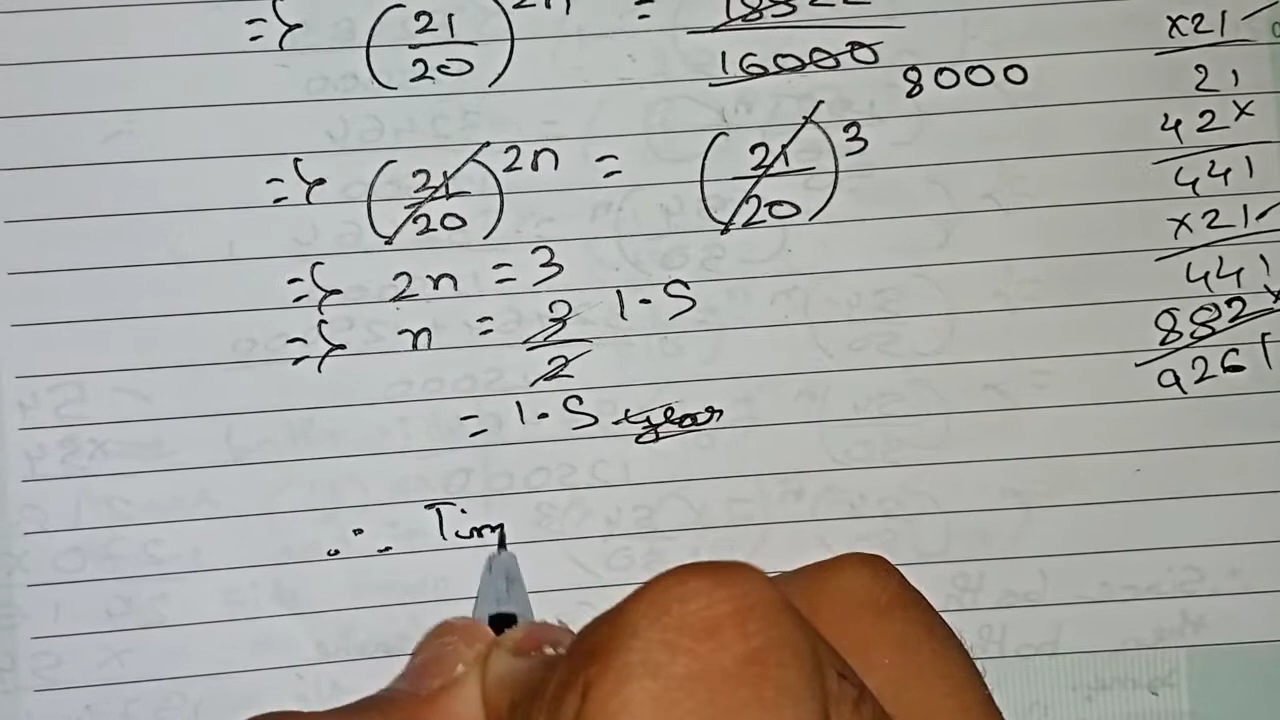 => (21/20)^2n = 18522/16000 8000
=> (21/20)^2n = (21/20)^3
=> 2n = 3
=> n = 3/2 1.5
= 1.5 year
∴ Tim
x21
21
42x
441
x21
441
882x
9261